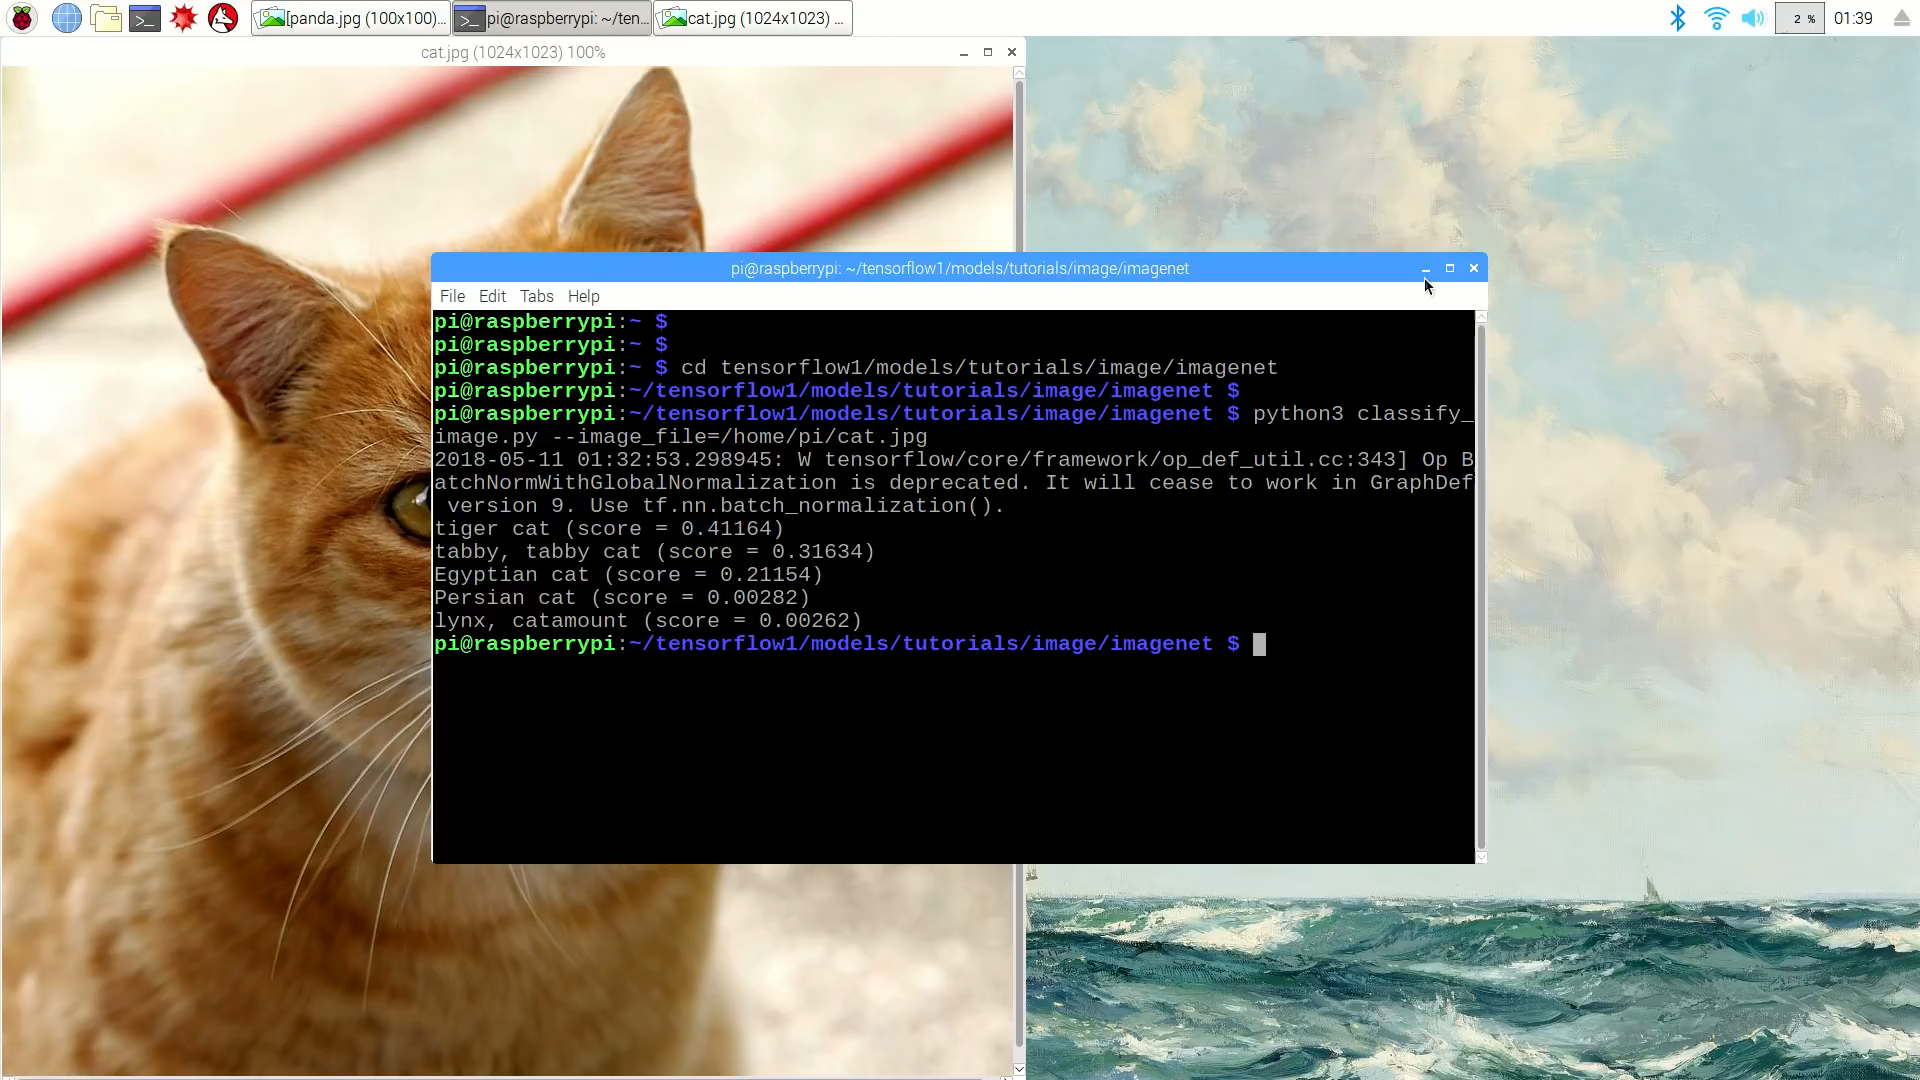 [panda.jpg (100x100)...
pi@raspberrypi: ~/ten...
cat.jpg (1024x1023) ...
2 %
01:39
cat.jpg (1024x1023) 100%
pi@raspberrypi: ~/tensorflow1/models/tutorials/image/imagenet
File Edit Tabs Help
pi@raspberrypi:~ $
pi@raspberrypi:~ $
pi@raspberrypi:~ $ cd tensorflow1/models/tutorials/image/imagenet
pi@raspberrypi:~/tensorflow1/models/tutorials/image/imagenet $
pi@raspberrypi:~/tensorflow1/models/tutorials/image/imagenet $ python3 classify_
image.py --image_file=/home/pi/cat.jpg
2018-05-11 01:32:53.298945: W tensorflow/core/framework/op_def_util.cc:343] Op B
atchNormWithGlobalNormalization is deprecated. It will cease to work in GraphDef
version 9. Use tf.nn.batch_normalization().
tiger cat (score = 0.41164)
tabby, tabby cat (score = 0.31634)
Egyptian cat (score = 0.21154)
Persian cat (score = 0.00282)
lynx, catamount (score = 0.00262)
pi@raspberrypi:~/tensorflow1/models/tutorials/image/imagenet $